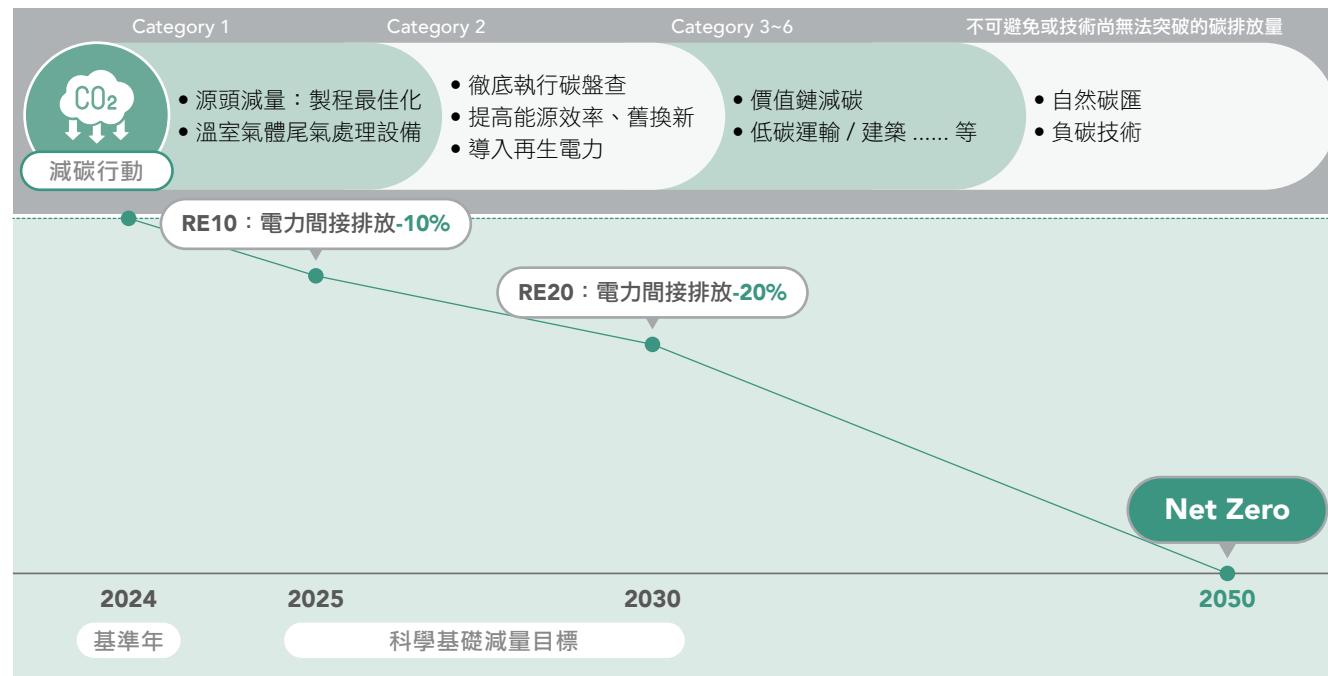 Category 1
Category 2
Category 3~6
不可避免或技術尚無法突破的碳排放量
CO₂
減碳行動
• 源頭減量：製程最佳化
• 溫室氣體尾氣處理設備
• 徹底執行碳盤查
• 提高能源效率、舊換新
• 導入再生電力
• 價值鏈減碳
• 低碳運輸 / 建築 ...... 等
• 自然碳匯
• 負碳技術
RE10：電力間接排放-10%
RE20：電力間接排放-20%
Net Zero
2024
2025
2030
2050
基準年
科學基礎減量目標